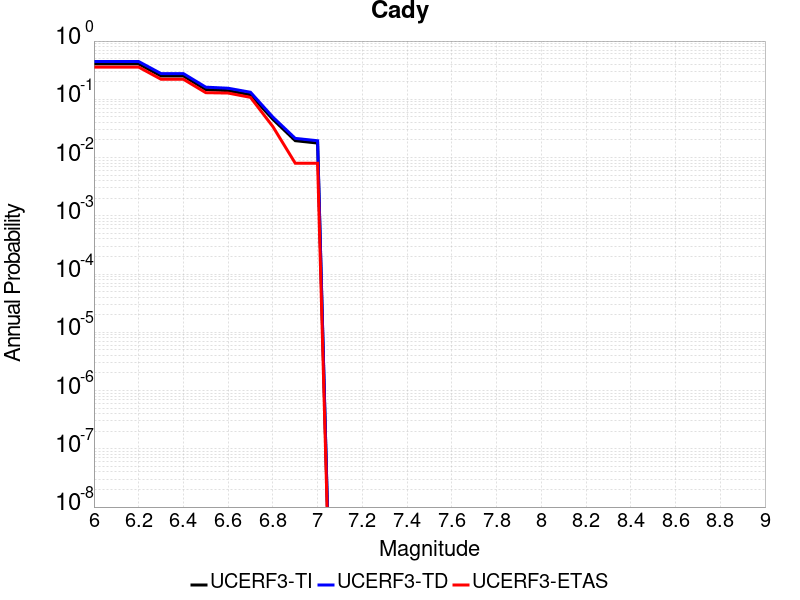 Cady
10^0
10^-1
10^-2
10^-3
10^-4
10^-5
10^-6
10^-7
10^-8
Annual Probability
6 6.2 6.4 6.6 6.8 7 7.2 7.4 7.6 7.8 8 8.2 8.4 8.6 8.8 9
Magnitude
UCERF3-TI UCERF3-TD UCERF3-ETAS